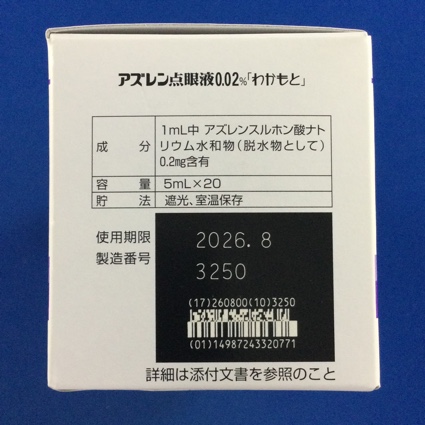 アズレン点眼液0.02%「わかもと」
成分 1mL中 アズレンスルホン酸ナト
リウム水和物(脱水物として)
0.2mg含有
容量 5mL×20
貯法 遮光、室温保存
使用期限 2026.8
製造番号 3250
(17)260800(10)3250
(01)14987243320771
詳細は添付文書を参照のこと